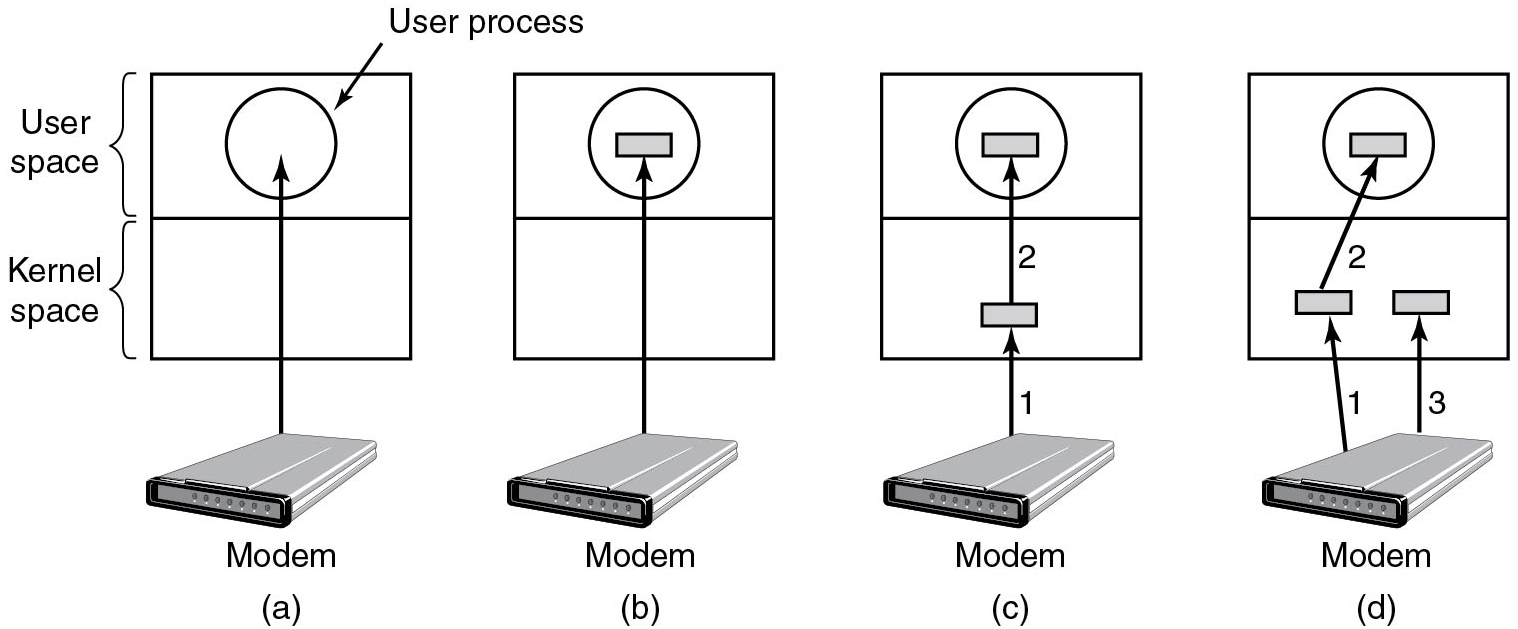 User process
User
space
Kernel
space
2
2
1
1
3
Modem
Modem
Modem
Modem
(a)
(b)
(c)
(d)